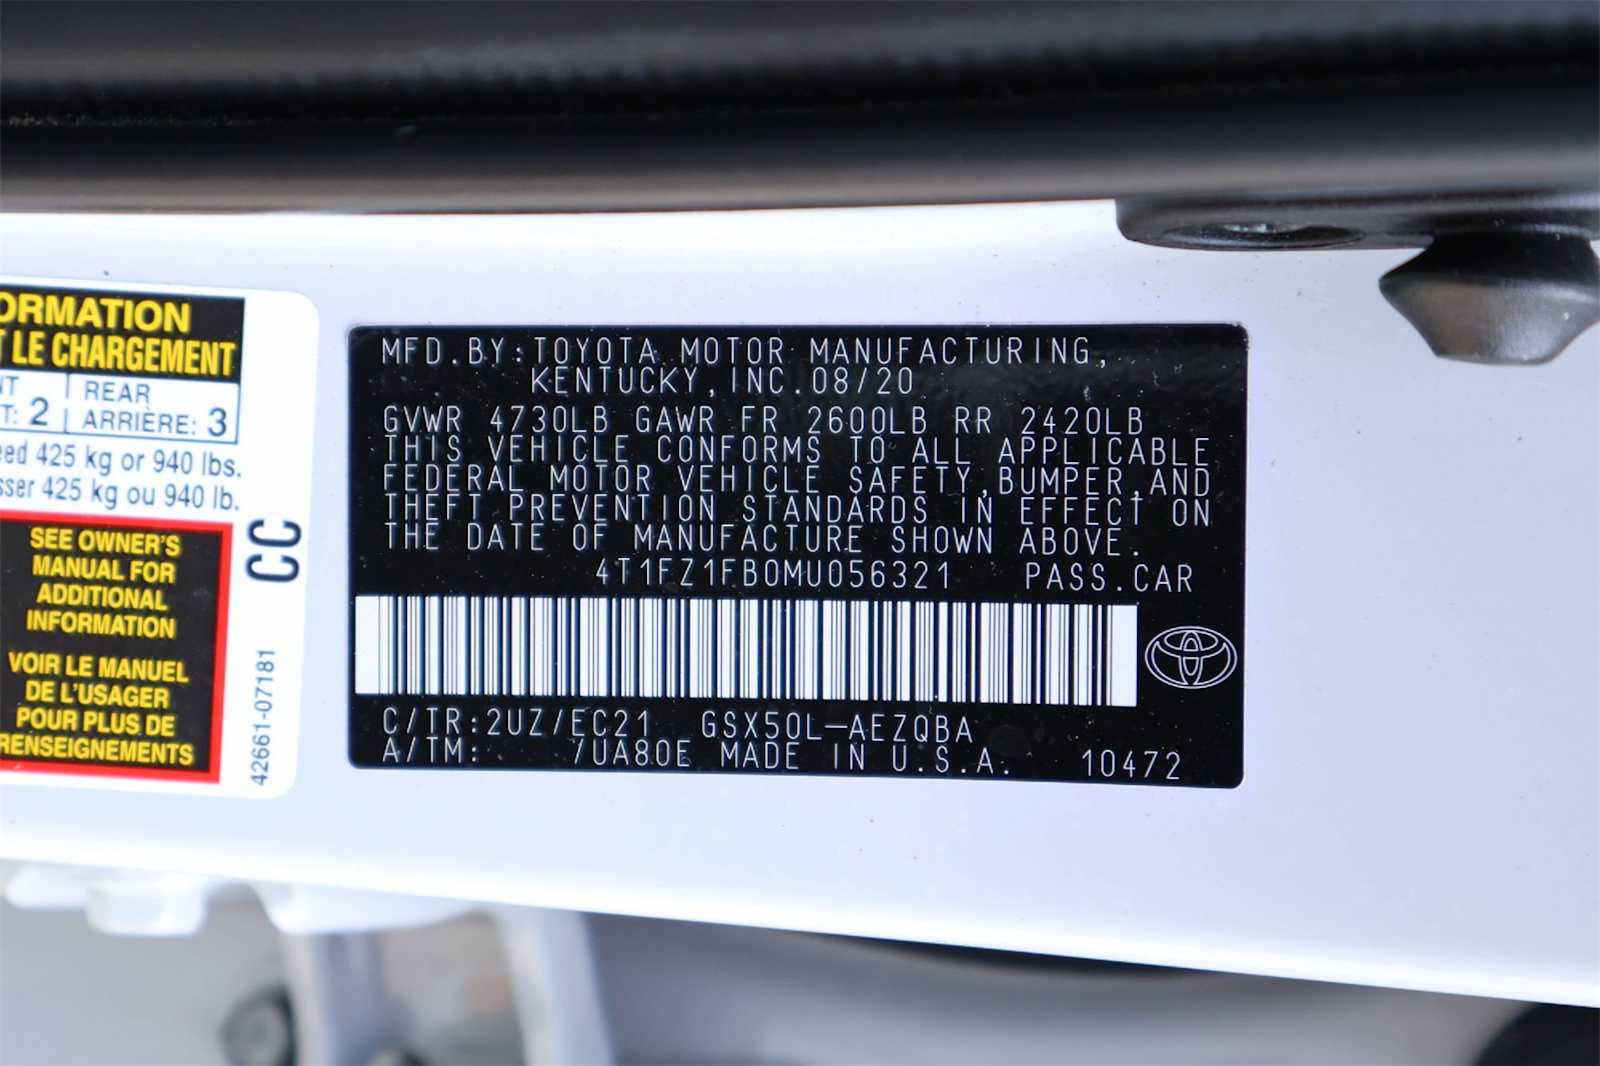 ORMATION
T LE CHARGEMENT
NT | REAR
T: 2 | ARRIÈRE: 3
eed 425 kg or 940 lbs.
sser 425 kg ou 940 lb.
SEE OWNER'S
MANUAL FOR
ADDITIONAL
INFORMATION
VOIR LE MANUEL
DE L'USAGER
POUR PLUS DE
RENSEIGNEMENTS
CC
42661-07181
MFD.BY:TOYOTA MOTOR MANUFACTURING,
KENTUCKY,INC.08/20
GVWR 4730LB GAWR FR 2600LB RR 2420LB
THIS VEHICLE CONFORMS TO ALL APPLICABLE
FEDERAL MOTOR VEHICLE SAFETY,BUMPER,AND
THEFT PREVENTION STANDARDS IN EFFECT ON
THE DATE OF MANUFACTURE SHOWN ABOVE.
4T1FZ1FB0MU056321 PASS.CAR
C/TR:2UZ/EC21 GSX50L-AEZQBA
A/TM: 7UA80E MADE IN U.S.A. 10472